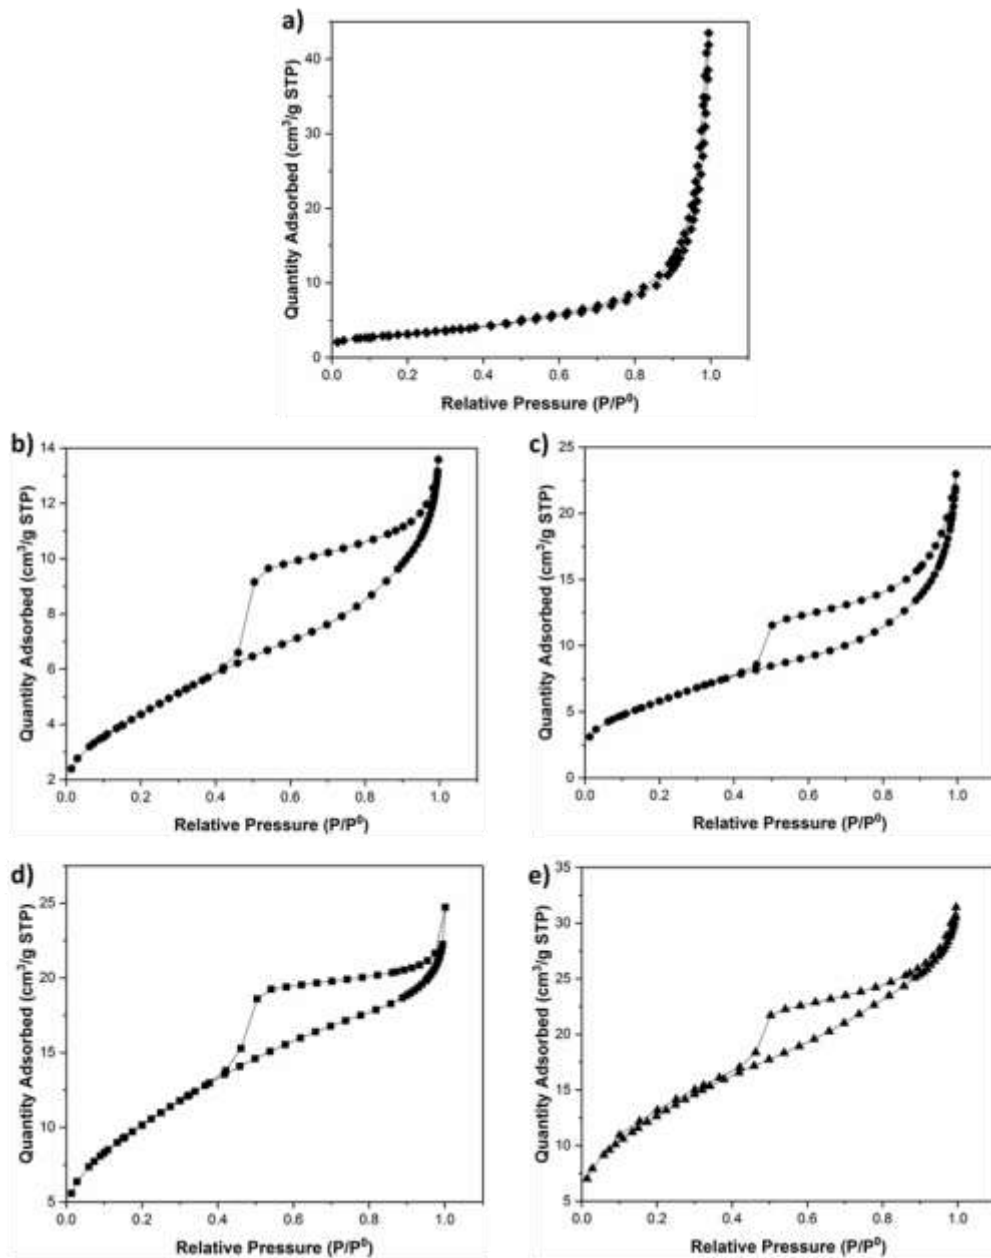 a)
Quantity Adsorbed (cm³/g STP)
40
30
20
10
0
0.0 0.2 0.4 0.6 0.8 1.0
Relative Pressure (P/P⁰)
b)
Quantity Adsorbed (cm³/g STP)
14
12
10
8
6
4
2
0.0 0.2 0.4 0.6 0.8 1.0
Relative Pressure (P/P⁰)
c)
Quantity Adsorbed (cm³/g STP)
25
20
15
10
5
0
0.0 0.2 0.4 0.6 0.8 1.0
Relative Pressure (P/P⁰)
d)
Quantity Adsorbed (cm³/g STP)
25
20
15
10
5
0.0 0.2 0.4 0.6 0.8 1.0
Relative Pressure (P/P⁰)
e)
Quantity Adsorbed (cm³/g STP)
35
30
25
20
15
10
5
0.0 0.2 0.4 0.6 0.8 1.0
Relative Pressure (P/P⁰)